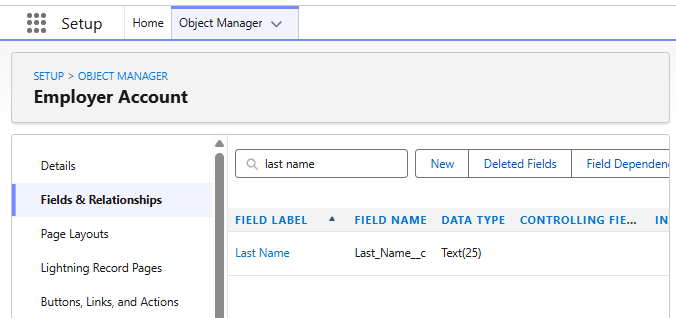 Setup Home Object Manager
SETUP > OBJECT MANAGER
Employer Account
Details
Fields & Relationships
Page Layouts
Lightning Record Pages
Buttons, Links, and Actions
last name New Deleted Fields Field Dependen
FIELD LABEL FIELD NAME DATA TYPE CONTROLLING FIE... IN
Last Name Last_Name__c Text(25)